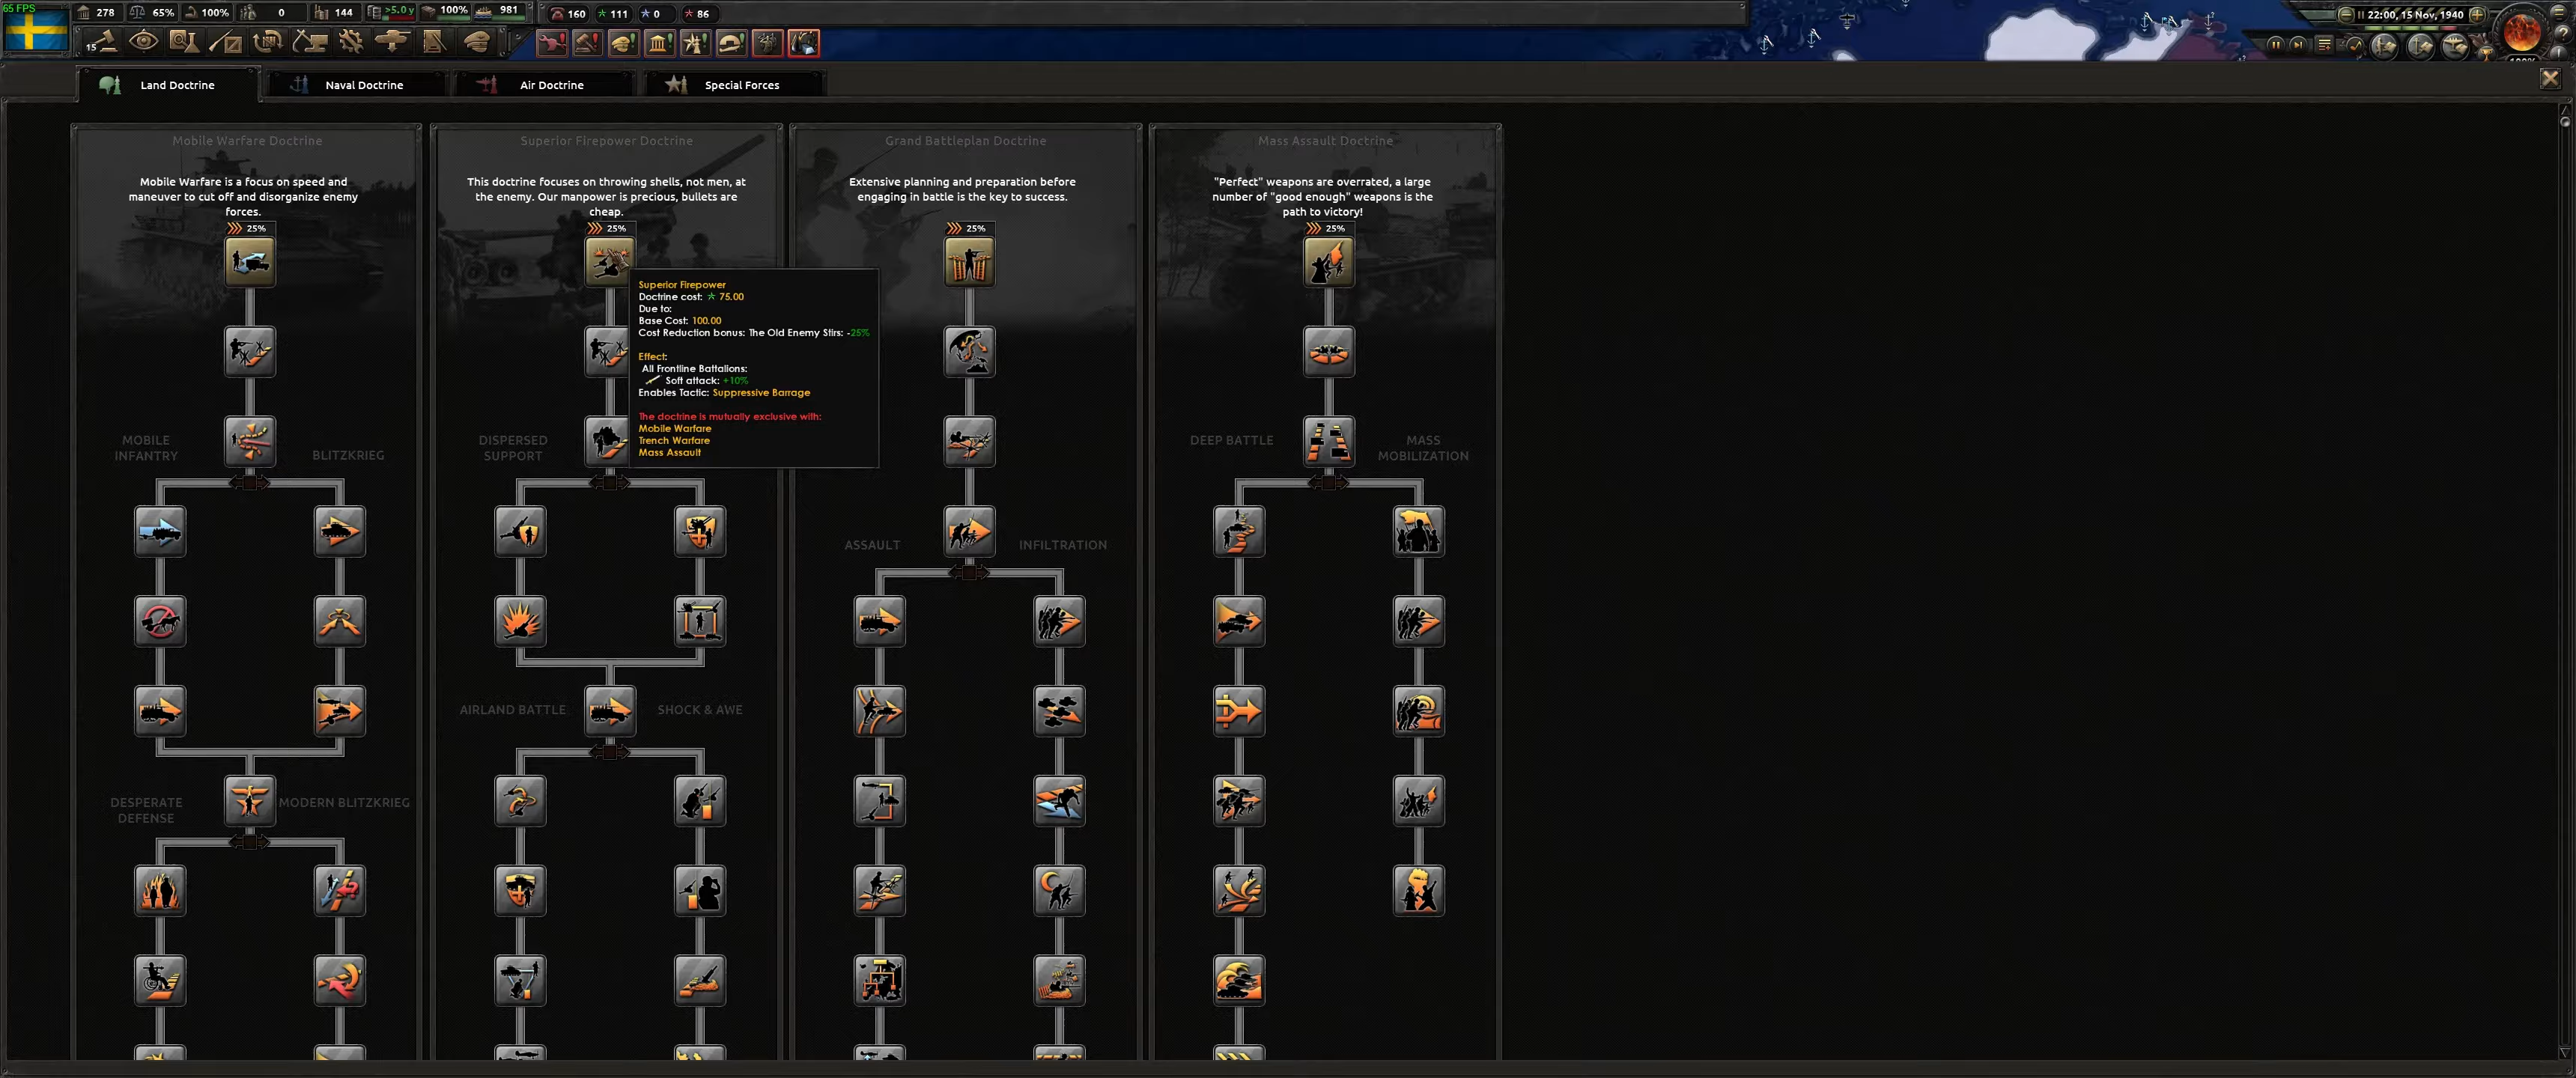 65 FPS
278
65%
100%
0
144
>5.0 y
100%
981
160
111
0
86
22:00, 15 Nov, 1940
15
Land Doctrine
Naval Doctrine
Air Doctrine
Special Forces
Mobile Warfare Doctrine
Mobile Warfare is a focus on speed and
maneuver to cut off and disorganize enemy
forces.
25%
MOBILE
INFANTRY
BLITZKRIEG
DESPERATE
DEFENSE
MODERN BLITZKRIEG
Superior Firepower Doctrine
This doctrine focuses on throwing shells, not men, at
the enemy. Our manpower is precious, bullets are
cheap.
25%
Superior Firepower
Doctrine cost: 75.00
Due to:
Base Cost: 100.00
Cost Reduction bonus: The Old Enemy Stirs: -25%
Effect:
All Frontline Battalions:
Soft attack: +10%
Enables Tactic: Suppressive Barrage
The doctrine is mutually exclusive with:
Mobile Warfare
Trench Warfare
Mass Assault
DISPERSED
SUPPORT
AIRLAND BATTLE
SHOCK & AWE
Grand Battleplan Doctrine
Extensive planning and preparation before
engaging in battle is the key to success.
25%
ASSAULT
INFILTRATION
Mass Assault Doctrine
"Perfect" weapons are overrated, a large
number of "good enough" weapons is the
path to victory!
25%
DEEP BATTLE
MASS
MOBILIZATION